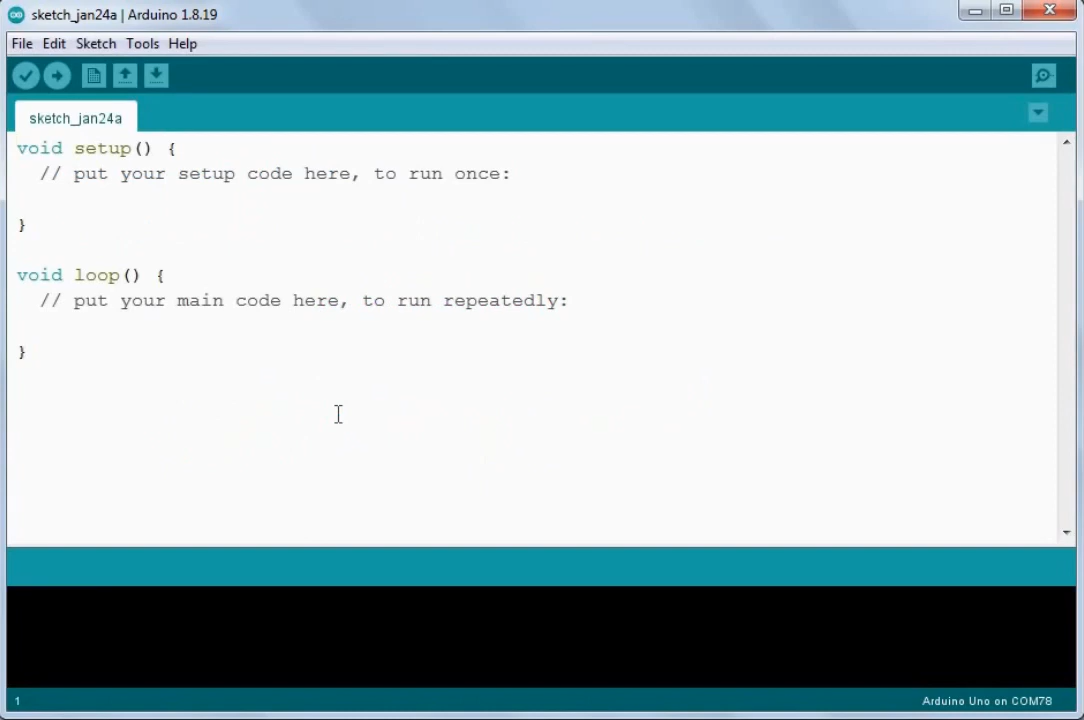 sketch_jan24a | Arduino 1.8.19
File Edit Sketch Tools Help
sketch_jan24a
void setup() {
  // put your setup code here, to run once:
}
void loop() {
  // put your main code here, to run repeatedly:
}
1
Arduino Uno on COM78